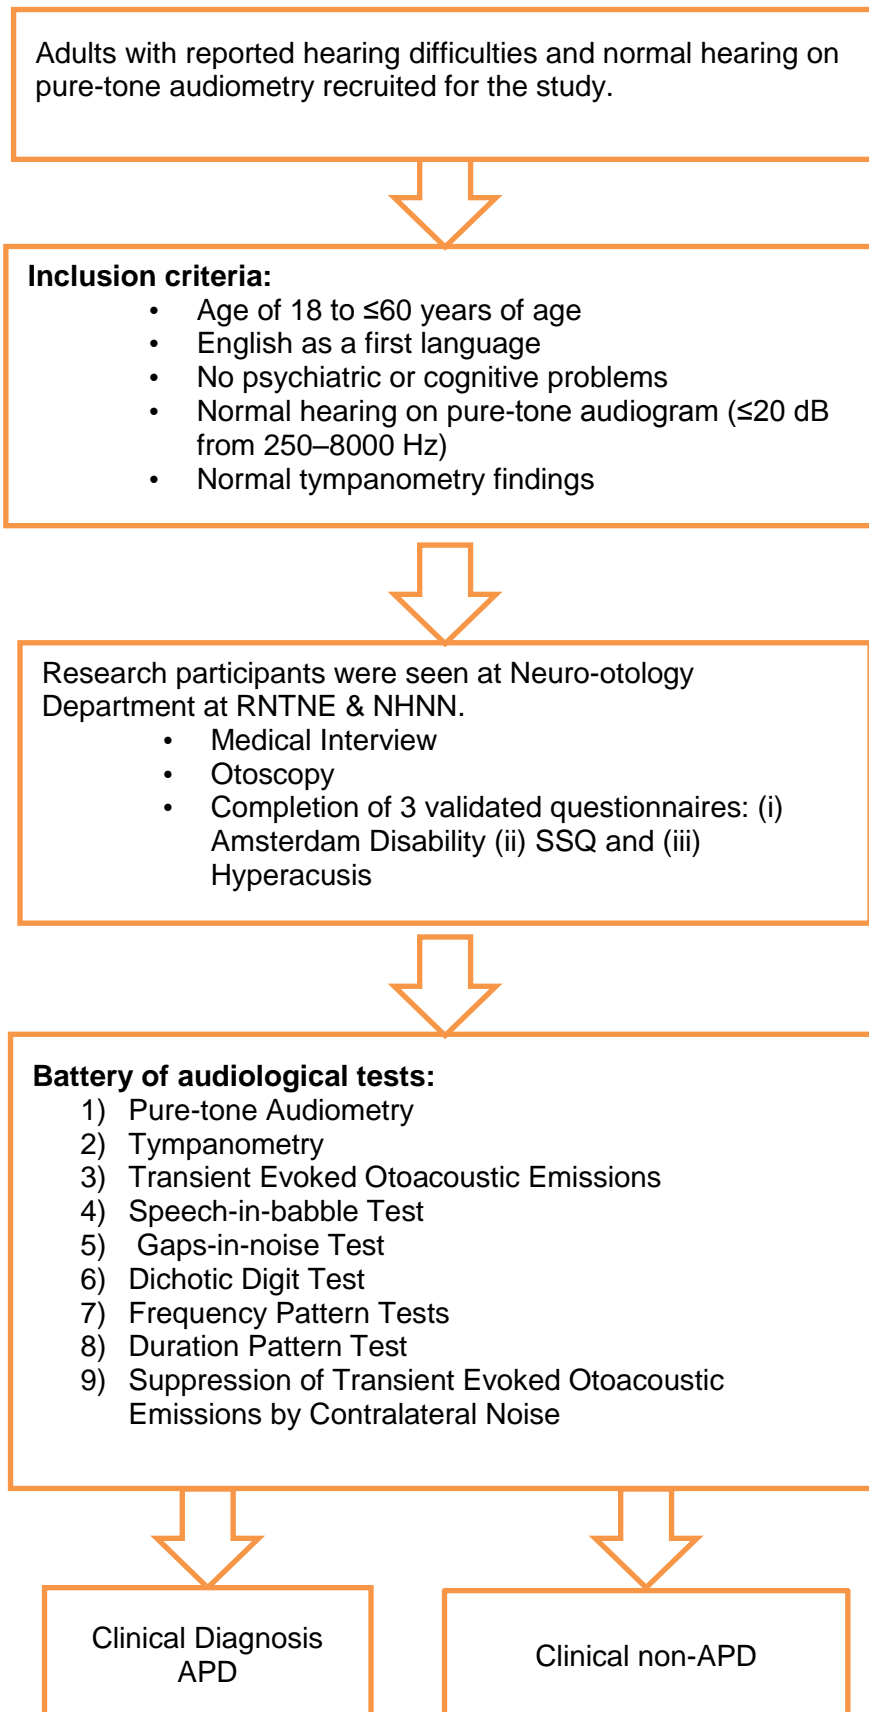 Adults with reported hearing difficulties and normal hearing on
pure-tone audiometry recruited for the study.
Inclusion criteria:
• Age of 18 to ≤60 years of age
• English as a first language
• No psychiatric or cognitive problems
• Normal hearing on pure-tone audiogram (≤20 dB
from 250–8000 Hz)
• Normal tympanometry findings
Research participants were seen at Neuro-otology
Department at RNTNE & NHNN.
• Medical Interview
• Otoscopy
• Completion of 3 validated questionnaires: (i)
Amsterdam Disability (ii) SSQ and (iii)
Hyperacusis
Battery of audiological tests:
1) Pure-tone Audiometry
2) Tympanometry
3) Transient Evoked Otoacoustic Emissions
4) Speech-in-babble Test
5) Gaps-in-noise Test
6) Dichotic Digit Test
7) Frequency Pattern Tests
8) Duration Pattern Test
9) Suppression of Transient Evoked Otoacoustic
Emissions by Contralateral Noise
Clinical Diagnosis
APD
Clinical non-APD